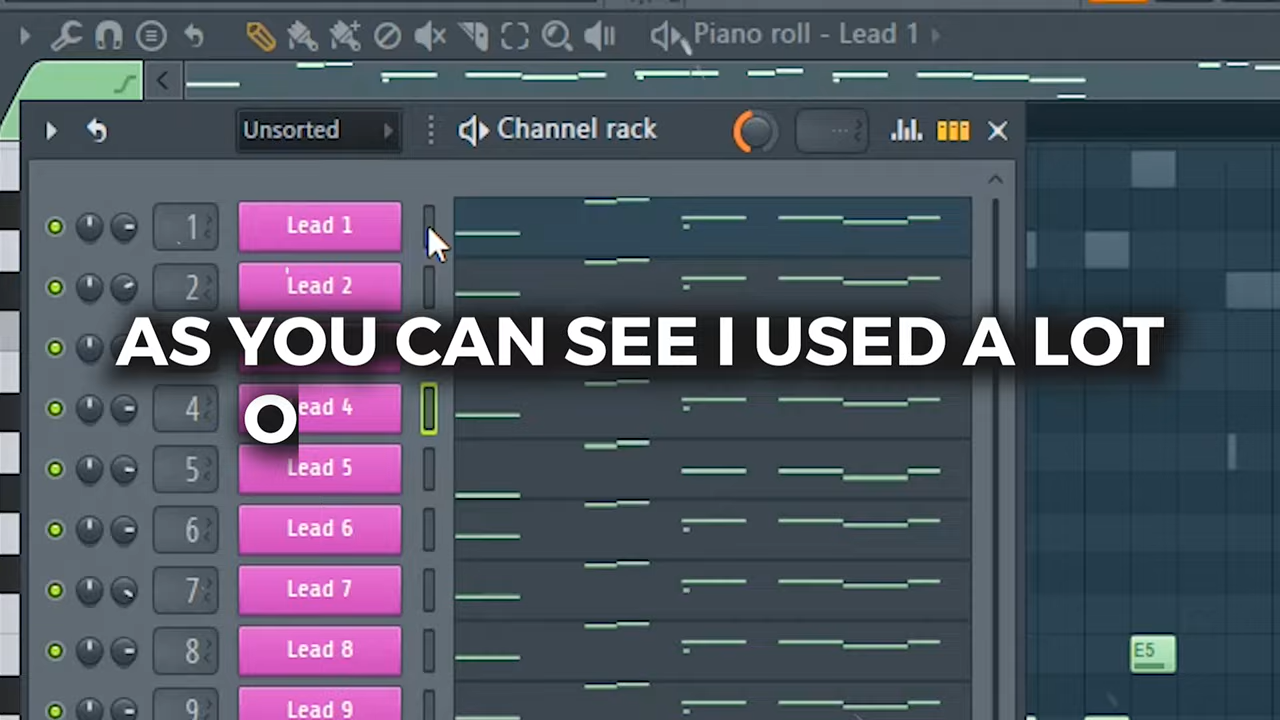 Piano roll - Lead 1
Unsorted
Channel rack
1 Lead 1
2 Lead 2
AS YOU CAN SEE I USED A LOT
O
4 ead 4
5 Lead 5
6 Lead 6
7 Lead 7
8 Lead 8
E5
9 Lead 9